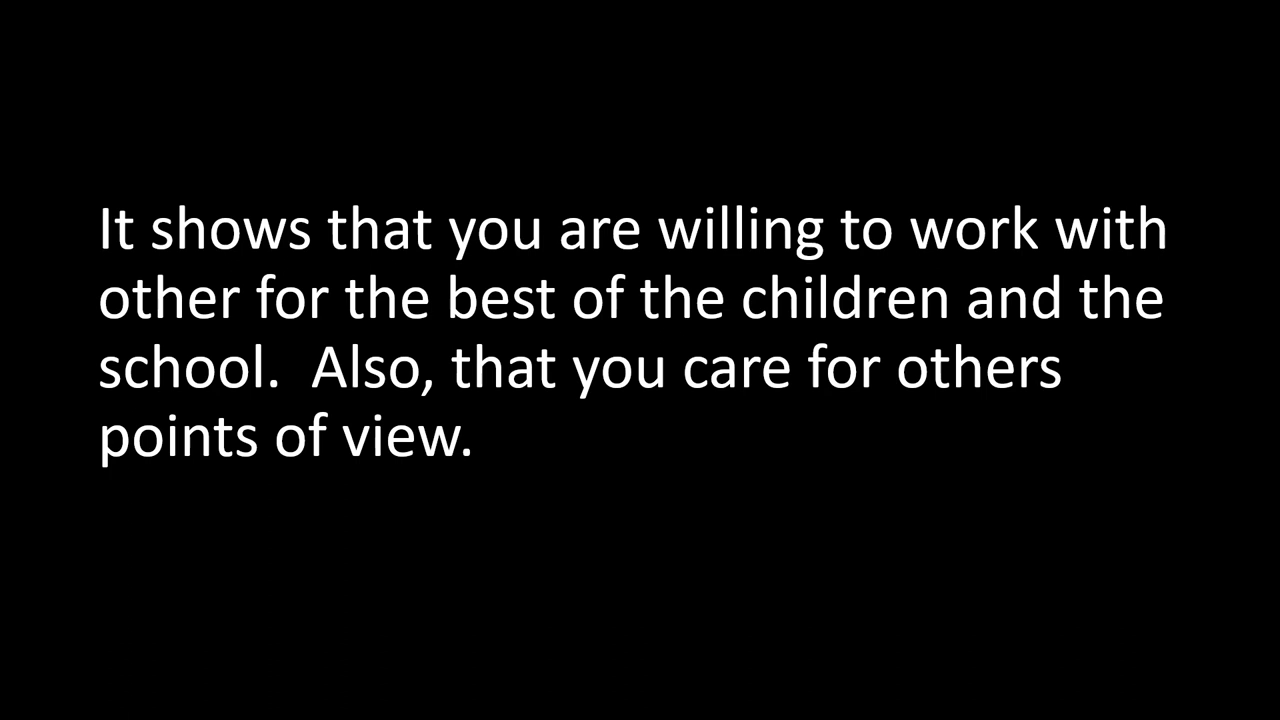 It shows that you are willing to work with
other for the best of the children and the
school.  Also, that you care for others
points of view.